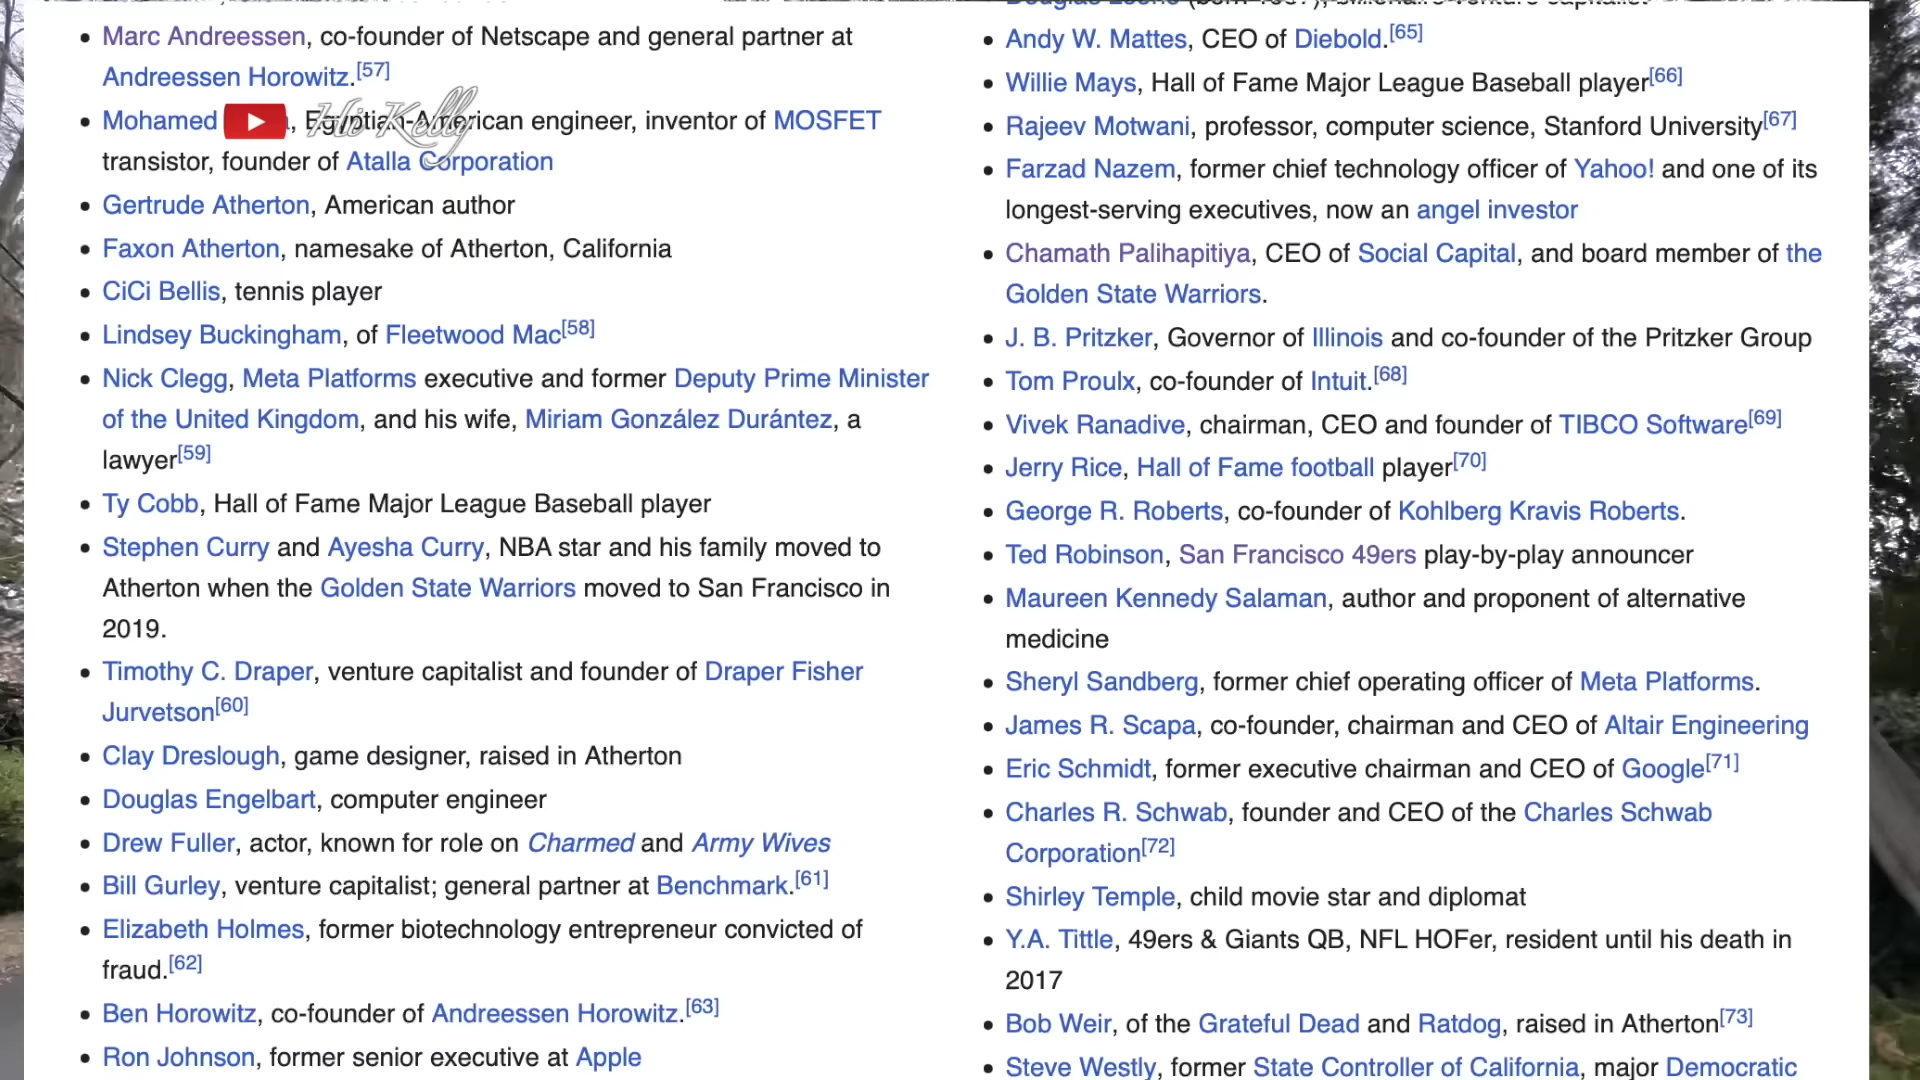 • Marc Andreessen, co-founder of Netscape and general partner at
Andreessen Horowitz.[57]
• Mohamed , Egyptian-American engineer, inventor of MOSFET
Hie Kelly
transistor, founder of Atalla Corporation
• Gertrude Atherton, American author
• Faxon Atherton, namesake of Atherton, California
• CiCi Bellis, tennis player
• Lindsey Buckingham, of Fleetwood Mac[58]
• Nick Clegg, Meta Platforms executive and former Deputy Prime Minister
of the United Kingdom, and his wife, Miriam González Durántez, a
lawyer[59]
• Ty Cobb, Hall of Fame Major League Baseball player
• Stephen Curry and Ayesha Curry, NBA star and his family moved to
Atherton when the Golden State Warriors moved to San Francisco in
2019.
• Timothy C. Draper, venture capitalist and founder of Draper Fisher
Jurvetson[60]
• Clay Dreslough, game designer, raised in Atherton
• Douglas Engelbart, computer engineer
• Drew Fuller, actor, known for role on Charmed and Army Wives
• Bill Gurley, venture capitalist; general partner at Benchmark.[61]
• Elizabeth Holmes, former biotechnology entrepreneur convicted of
fraud.[62]
• Ben Horowitz, co-founder of Andreessen Horowitz.[63]
• Ron Johnson, former senior executive at Apple
• Andy W. Mattes, CEO of Diebold.[65]
• Willie Mays, Hall of Fame Major League Baseball player[66]
• Rajeev Motwani, professor, computer science, Stanford University[67]
• Farzad Nazem, former chief technology officer of Yahoo! and one of its
longest-serving executives, now an angel investor
• Chamath Palihapitiya, CEO of Social Capital, and board member of the
Golden State Warriors.
• J. B. Pritzker, Governor of Illinois and co-founder of the Pritzker Group
• Tom Proulx, co-founder of Intuit.[68]
• Vivek Ranadive, chairman, CEO and founder of TIBCO Software[69]
• Jerry Rice, Hall of Fame football player[70]
• George R. Roberts, co-founder of Kohlberg Kravis Roberts.
• Ted Robinson, San Francisco 49ers play-by-play announcer
• Maureen Kennedy Salaman, author and proponent of alternative
medicine
• Sheryl Sandberg, former chief operating officer of Meta Platforms.
• James R. Scapa, co-founder, chairman and CEO of Altair Engineering
• Eric Schmidt, former executive chairman and CEO of Google[71]
• Charles R. Schwab, founder and CEO of the Charles Schwab
Corporation[72]
• Shirley Temple, child movie star and diplomat
• Y.A. Tittle, 49ers & Giants QB, NFL HOFer, resident until his death in
2017
• Bob Weir, of the Grateful Dead and Ratdog, raised in Atherton[73]
• Steve Westly, former State Controller of California, major Democratic